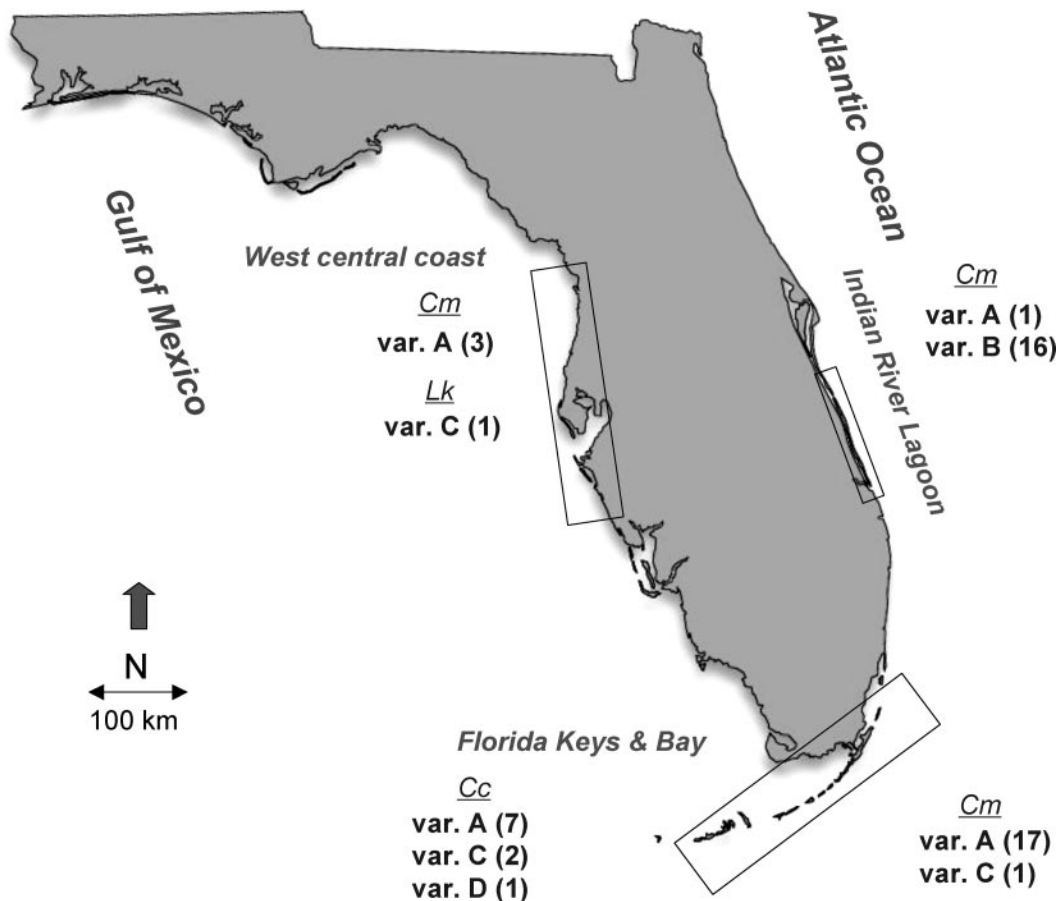 Atlantic Ocean
Gulf of Mexico
West central coast
Cm
var. A (3)
Lk
var. C (1)
Indian River Lagoon
Cm
var. A (1)
var. B (16)
N
100 km
Florida Keys & Bay
Cc
var. A (7)
var. C (2)
var. D (1)
Cm
var. A (17)
var. C (1)